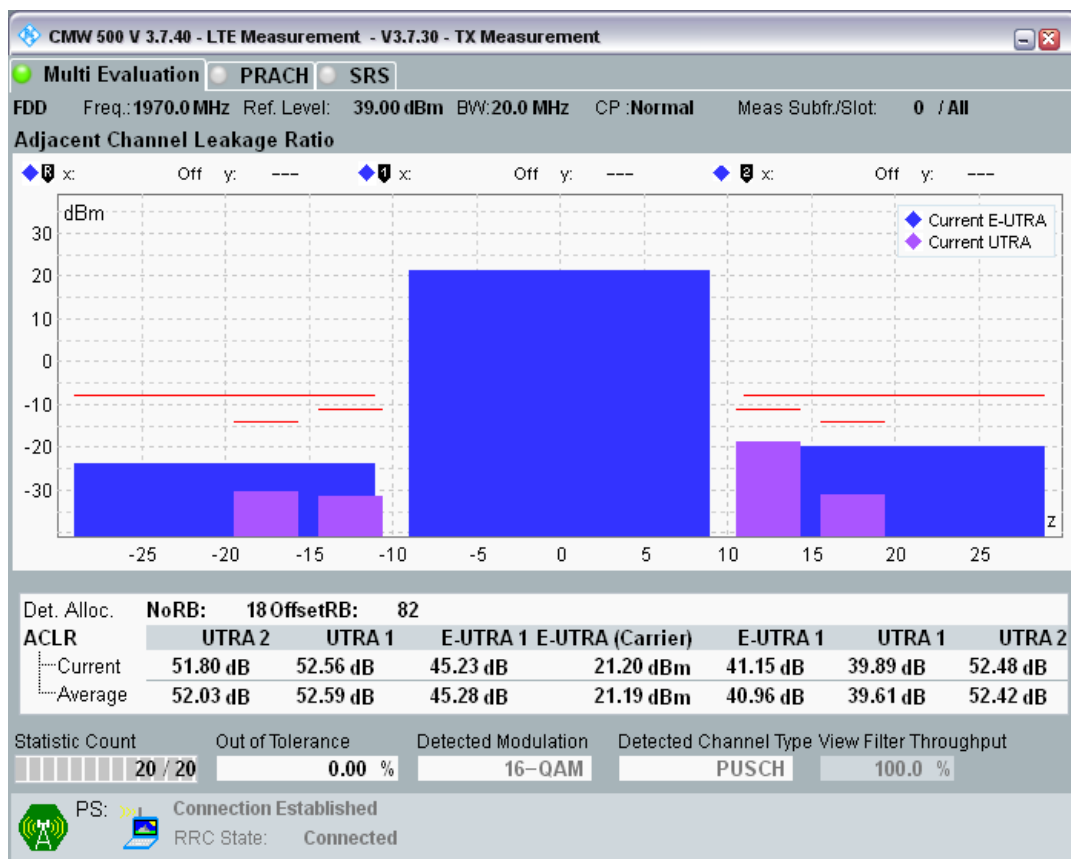 CMW 500 V 3.7.40 - LTE Measurement - V3.7.30 - TX Measurement
Multi Evaluation PRACH SRS
FDD Freq.: 1970.0 MHz Ref. Level: 39.00 dBm BW: 20.0 MHz CP : Normal Meas Subfr./Slot: 0 / All
Adjacent Channel Leakage Ratio
R x: Off y: --- 1 x: Off y: --- 2 x: Off y: ---
dBm
Current E-UTRA
Current UTRA
30
20
10
0
-10
-20
-30
z
-25 -20 -15 -10 -5 0 5 10 15 20 25
Det. Alloc. NoRB: 18 OffsetRB: 82
ACLR UTRA 2 UTRA 1 E-UTRA 1 E-UTRA (Carrier) E-UTRA 1 UTRA 1 UTRA 2
Current 51.80 dB 52.56 dB 45.23 dB 21.20 dBm 41.15 dB 39.89 dB 52.48 dB
Average 52.03 dB 52.59 dB 45.28 dB 21.19 dBm 40.96 dB 39.61 dB 52.42 dB
Statistic Count Out of Tolerance Detected Modulation Detected Channel Type View Filter Throughput
20 / 20 0.00 % 16-QAM PUSCH 100.0 %
PS: Connection Established
RRC State: Connected